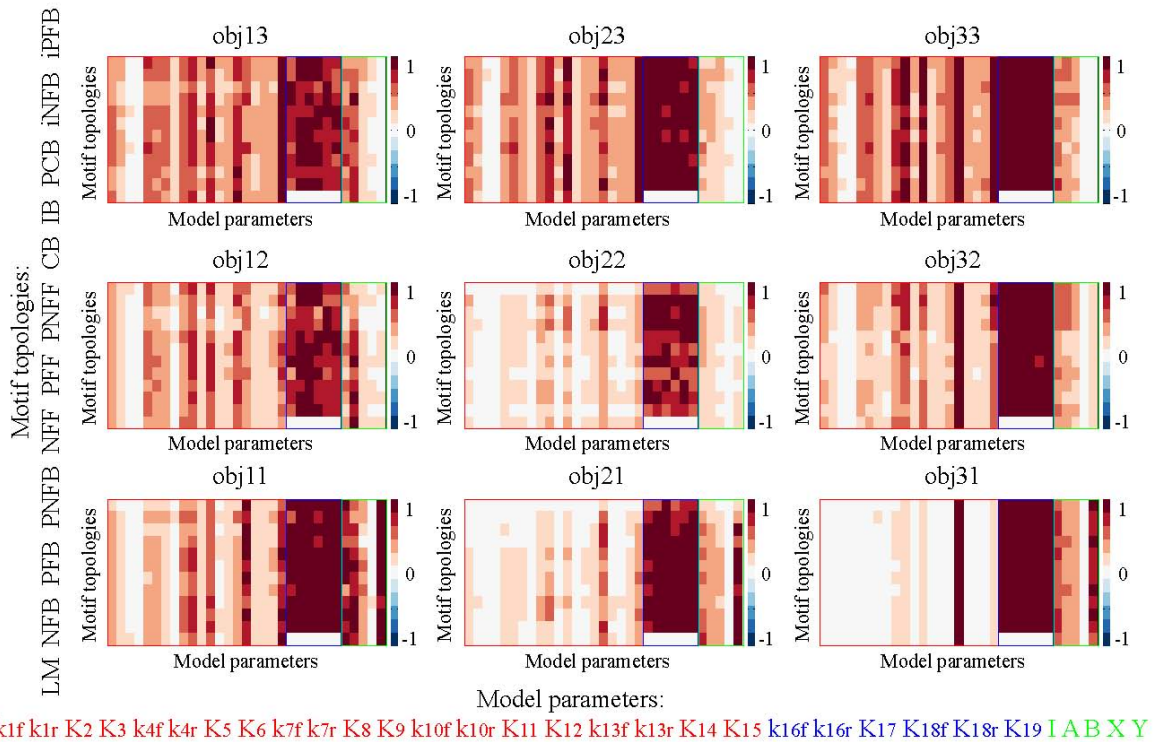 obj13 obj23 obj33
Motif topologies Motif topologies Motif topologies
1 0 -1 1 0 -1 1 0 -1
Model parameters Model parameters Model parameters
obj12 obj22 obj32
Motif topologies Motif topologies Motif topologies
1 0 -1 1 0 -1 1 0 -1
Model parameters Model parameters Model parameters
obj11 obj21 obj31
Motif topologies Motif topologies Motif topologies
1 0 -1 1 0 -1 1 0 -1
Model parameters Model parameters Model parameters
Motif topologies:
LM NFB PFB PNFB NFF PFF PNFF CB IB PCB iNFB iPFB
Model parameters:
k1f k1r K2 K3 k4f k4r K5 K6 k7f k7r K8 K9 k10f k10r K11 K12 k13f k13r K14 K15 k16f k16r K17 K18f K18r K19 I A B X Y